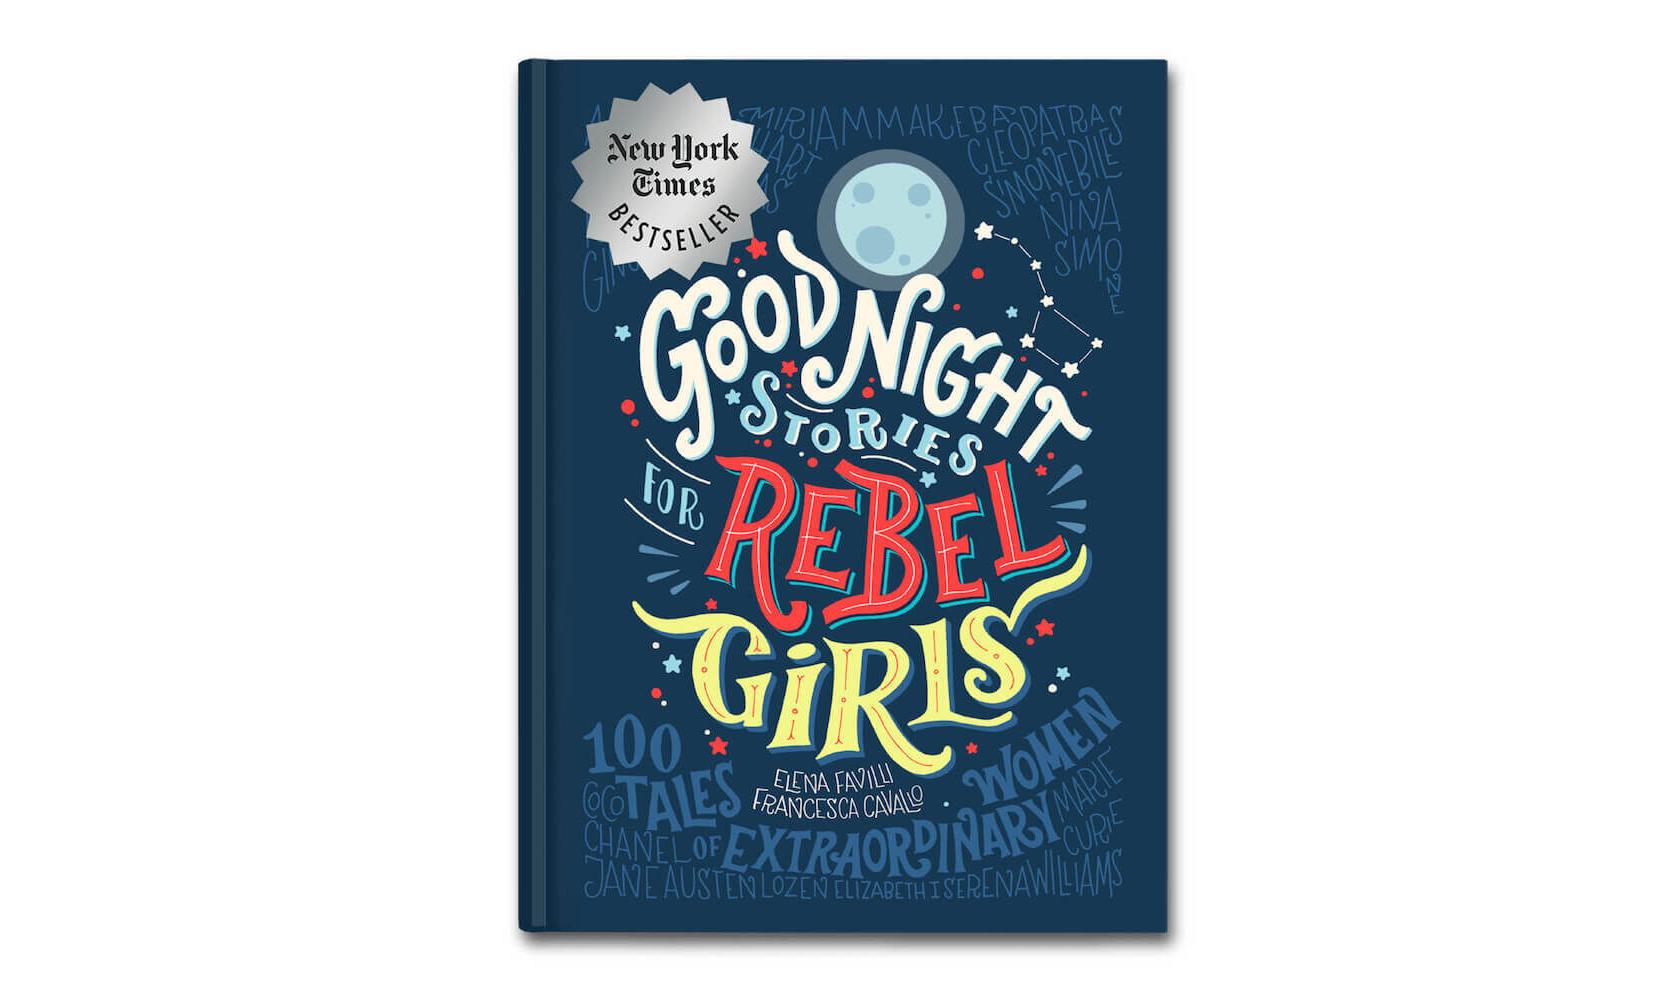 New York
Times
BESTSELLER
MIRIAM MAKEBA
CLEOPATRA
SIMONE BILES
NINA
SIMONE
GOOD NIGHT
STORIES
FOR
REBEL
GIRLS
ELENA FAVILLI
FRANCESCA CAVALLO
100
TALES
OF EXTRAORDINARY
WOMEN
COCO
CHANEL
MARIE
CURIE
JANE AUSTEN LOZEN ELIZABETH I SERENA WILLIAMS